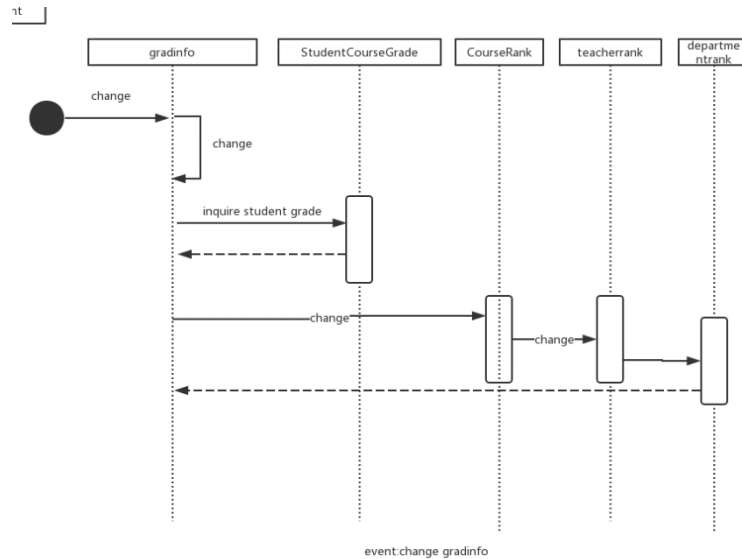 nt
gradinfo
StudentCourseGrade
CourseRank
teacherrank
departme
ntrank
change
change
inquire student grade
change
change
event:change gradinfo